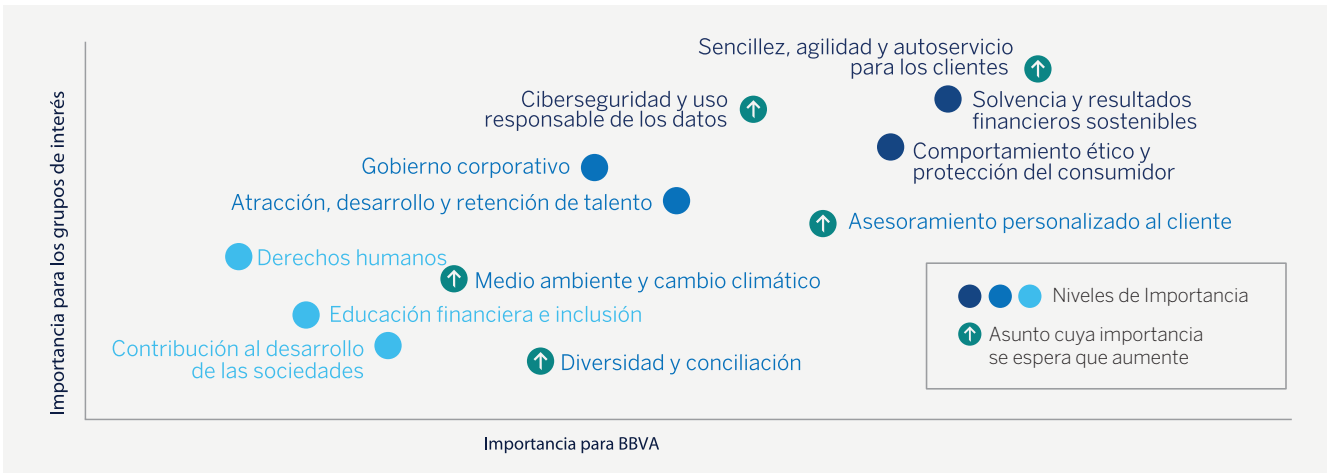 Importancia para los grupos de interés
Sencillez, agilidad y autoservicio
para los clientes
Ciberseguridad y uso
responsable de los datos
Solvencia y resultados
financieros sostenibles
Comportamiento ético y
protección del consumidor
Gobierno corporativo
Atracción, desarrollo y retención de talento
Asesoramiento personalizado al cliente
Derechos humanos
Medio ambiente y cambio climático
Educación financiera e inclusión
Contribución al desarrollo
de las sociedades
Diversidad y conciliación
Niveles de Importancia
Asunto cuya importancia
se espera que aumente
Importancia para BBVA